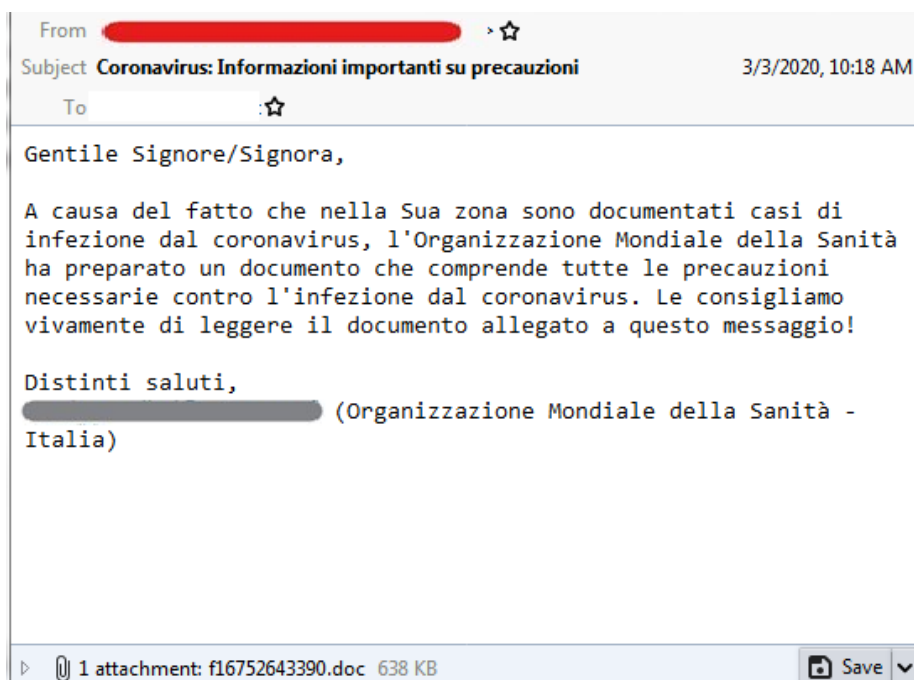 From
Subject Coronavirus: Informazioni importanti su precauzioni 3/3/2020, 10:18 AM
To
Gentile Signore/Signora,
A causa del fatto che nella Sua zona sono documentati casi di
infezione dal coronavirus, l'Organizzazione Mondiale della Sanità
ha preparato un documento che comprende tutte le precauzioni
necessarie contro l'infezione dal coronavirus. Le consigliamo
vivamente di leggere il documento allegato a questo messaggio!
Distinti saluti,
(Organizzazione Mondiale della Sanità -
Italia)
1 attachment: f16752643390.doc 638 KB Save